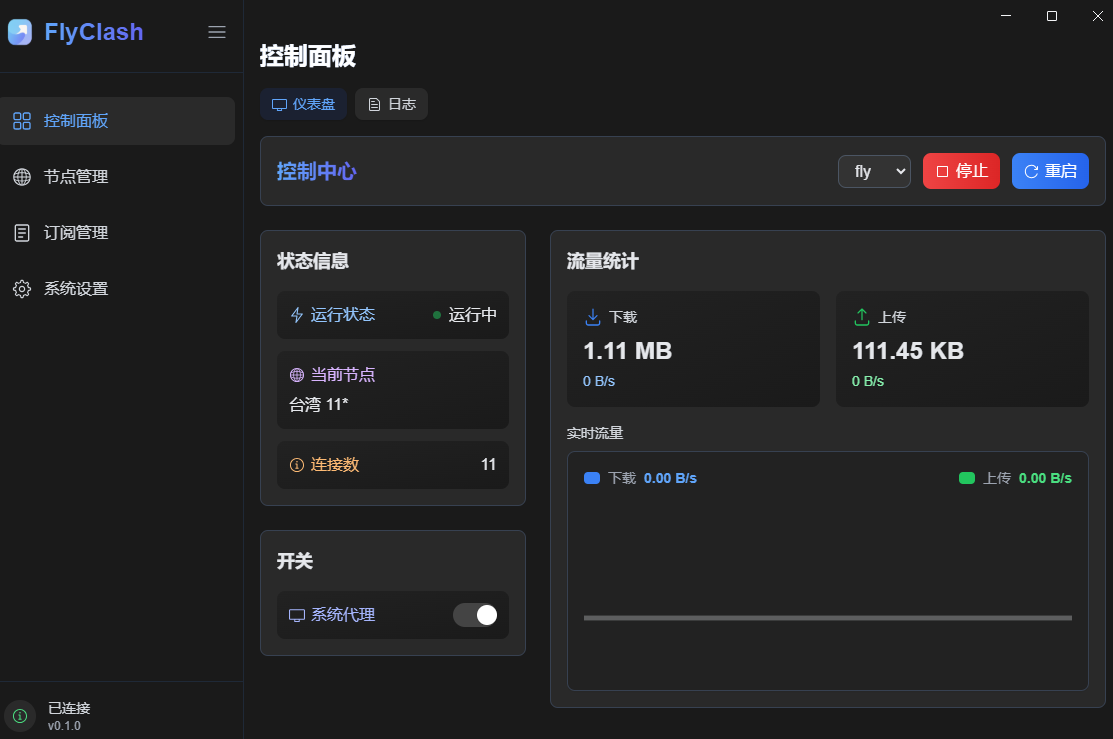 FlyClash
控制面板
节点管理
订阅管理
系统设置
已连接
v0.1.0
控制面板
仪表盘
日志
控制中心
fly
停止
重启
状态信息
运行状态
运行中
当前节点
台湾 11*
连接数
11
开关
系统代理
流量统计
下载
1.11 MB
0 B/s
上传
111.45 KB
0 B/s
实时流量
下载 0.00 B/s
上传 0.00 B/s